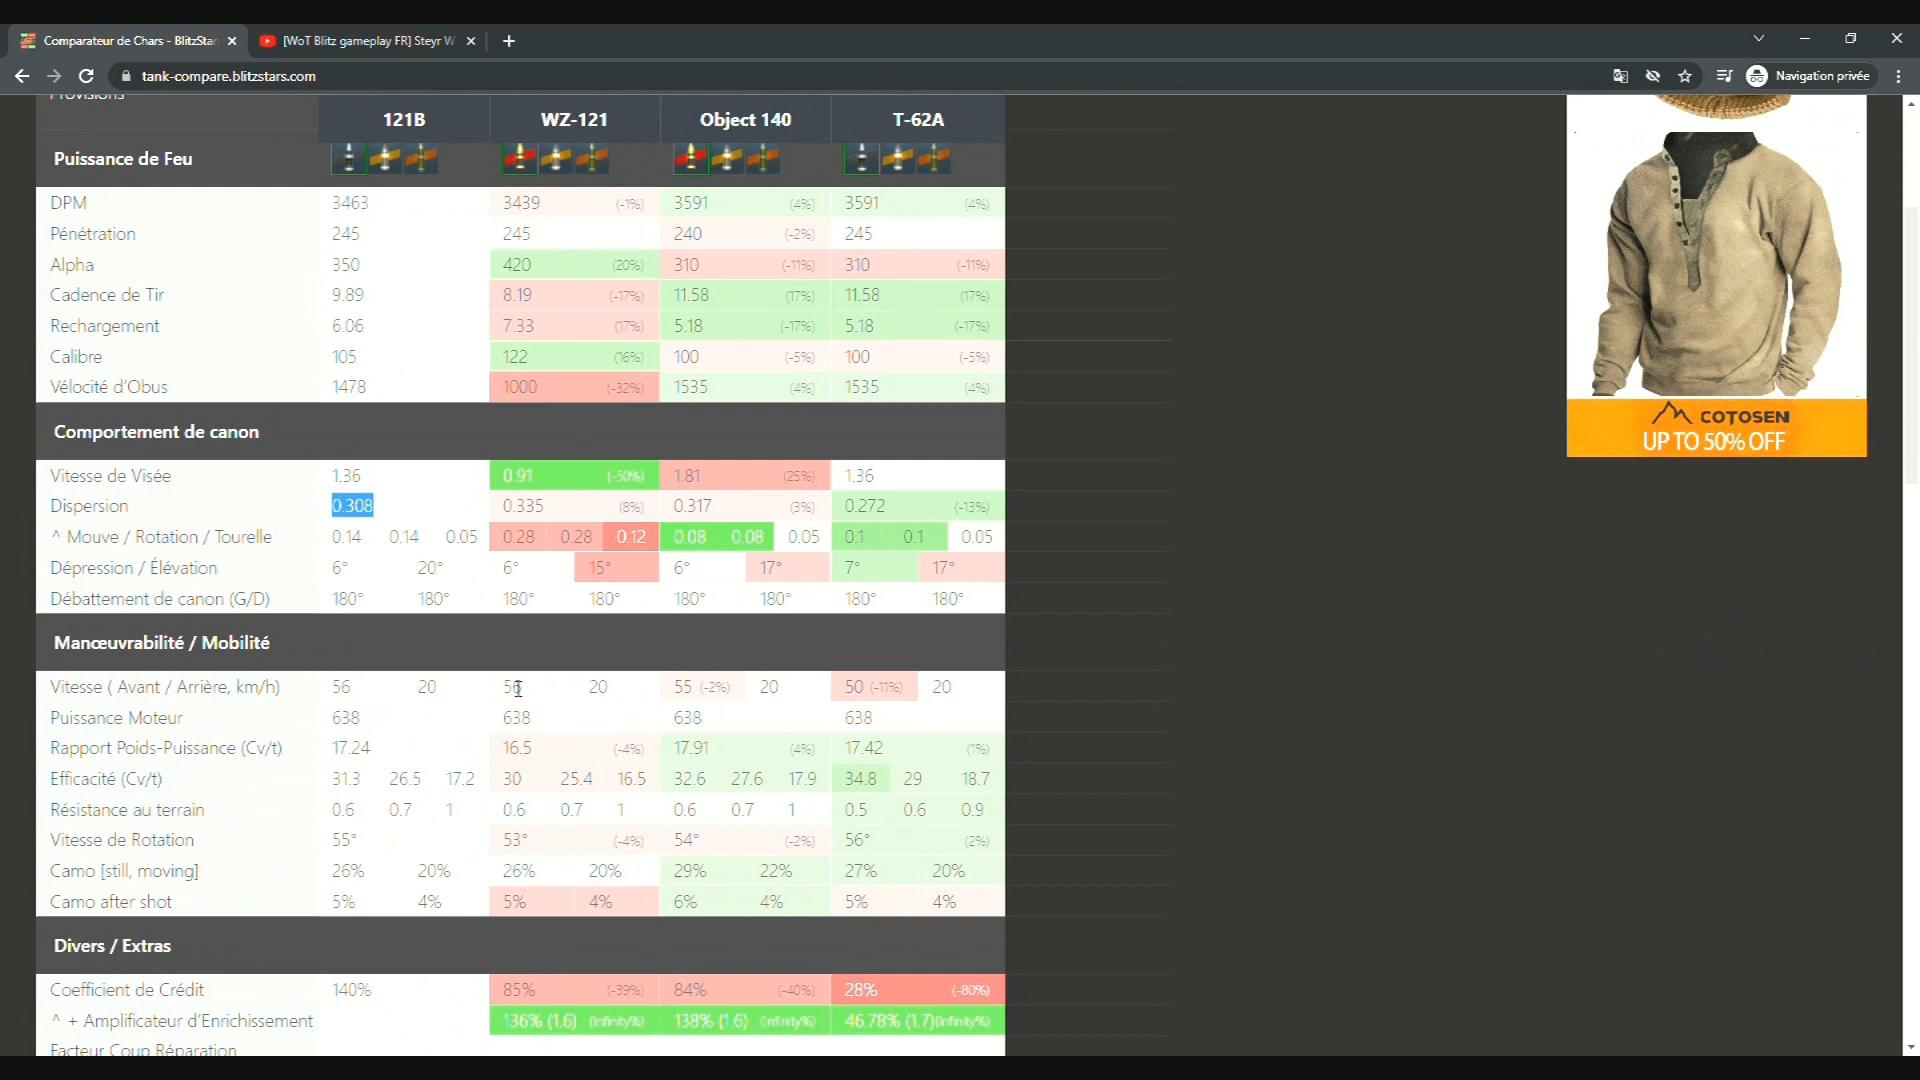 Comparateur de Chars - BlitzStar
[WoT Blitz gameplay FR] Steyr W
tank-compare.blitzstars.com
Navigation privée
Provisions
121B WZ-121 Object 140 T-62A
Puissance de Feu
DPM 3463 3439 (-1%) 3591 (4%) 3591 (4%)
Pénétration 245 245 240 (-2%) 245
Alpha 350 420 (20%) 310 (-11%) 310 (-11%)
Cadence de Tir 9.89 8.19 (-17%) 11.58 (17%) 11.58 (17%)
Rechargement 6.06 7.33 (17%) 5.18 (-17%) 5.18 (-17%)
Calibre 105 122 (16%) 100 (-5%) 100 (-5%)
Vélocité d'Obus 1478 1000 (-32%) 1535 (4%) 1535 (4%)
Comportement de canon
Vitesse de Visée 1.36 0.91 (-50%) 1.81 (25%) 1.36
Dispersion 0.308 0.335 (8%) 0.317 (3%) 0.272 (-13%)
^ Mouve / Rotation / Tourelle 0.14 0.14 0.05 0.28 0.28 0.12 0.08 0.08 0.05 0.1 0.1 0.05
Dépression / Élévation 6° 20° 6° 15° 6° 17° 7° 17°
Débattement de canon (G/D) 180° 180° 180° 180° 180° 180° 180° 180°
Manœuvrabilité / Mobilité
Vitesse ( Avant / Arrière, km/h) 56 20 56 20 55 (-2%) 20 50 (-11%) 20
Puissance Moteur 638 638 638 638
Rapport Poids-Puissance (Cv/t) 17.24 16.5 (-4%) 17.91 (4%) 17.42 (1%)
Efficacité (Cv/t) 31.3 26.5 17.2 30 25.4 16.5 32.6 27.6 17.9 34.8 29 18.7
Résistance au terrain 0.6 0.7 1 0.6 0.7 1 0.6 0.7 1 0.5 0.6 0.9
Vitesse de Rotation 55° 53° (-4%) 54° (-2%) 56° (2%)
Camo [still, moving] 26% 20% 26% 20% 29% 22% 27% 20%
Camo after shot 5% 4% 5% 4% 6% 4% 5% 4%
Divers / Extras
Coefficient de Crédit 140% 85% (-39%) 84% (-40%) 28% (-80%)
^ + Amplificateur d'Enrichissement 136% (1.6) (Infinity%) 138% (1.6) (Infinity%) 46.78% (1.7)(Infinity%)
Facteur Coup Réparation
COTOSEN
UP TO 50% OFF